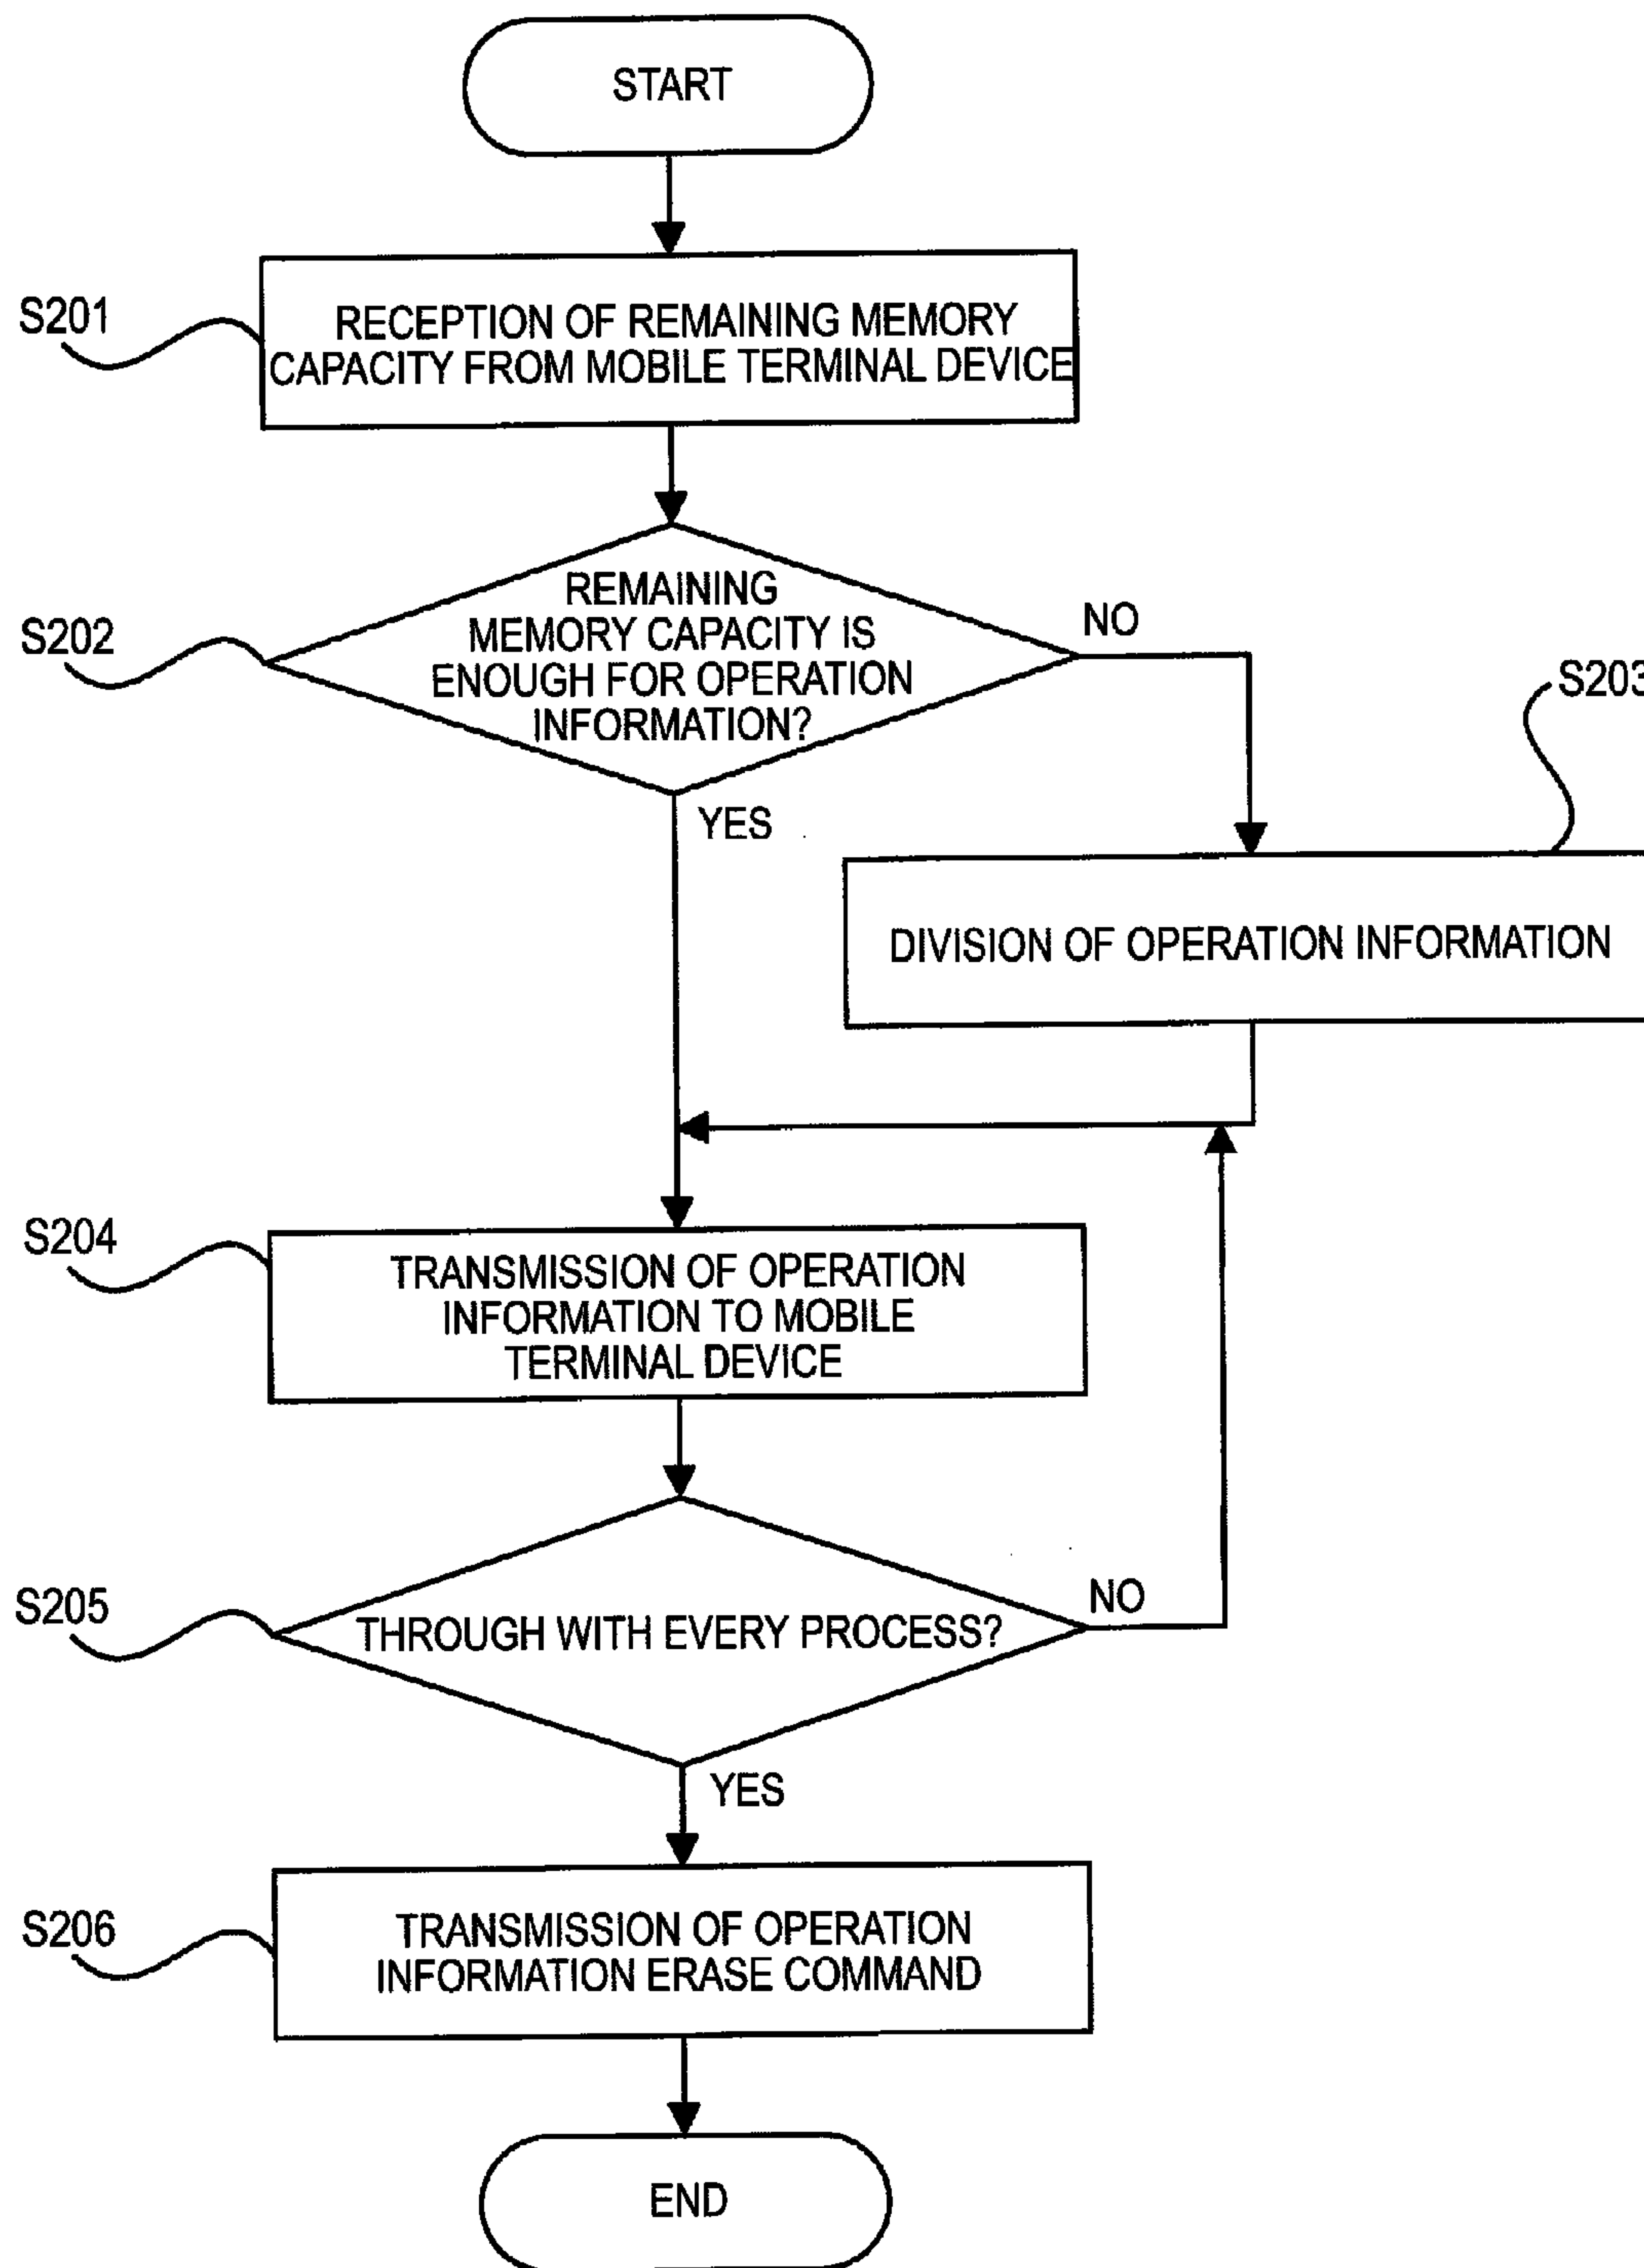 START
S201
RECEPTION OF REMAINING MEMORY
CAPACITY FROM MOBILE TERMINAL DEVICE
S202
REMAINING
MEMORY CAPACITY IS
ENOUGH FOR OPERATION
INFORMATION?
NO
YES
S203
DIVISION OF OPERATION INFORMATION
S204
TRANSMISSION OF OPERATION
INFORMATION TO MOBILE
TERMINAL DEVICE
S205
THROUGH WITH EVERY PROCESS?
NO
YES
S206
TRANSMISSION OF OPERATION
INFORMATION ERASE COMMAND
END